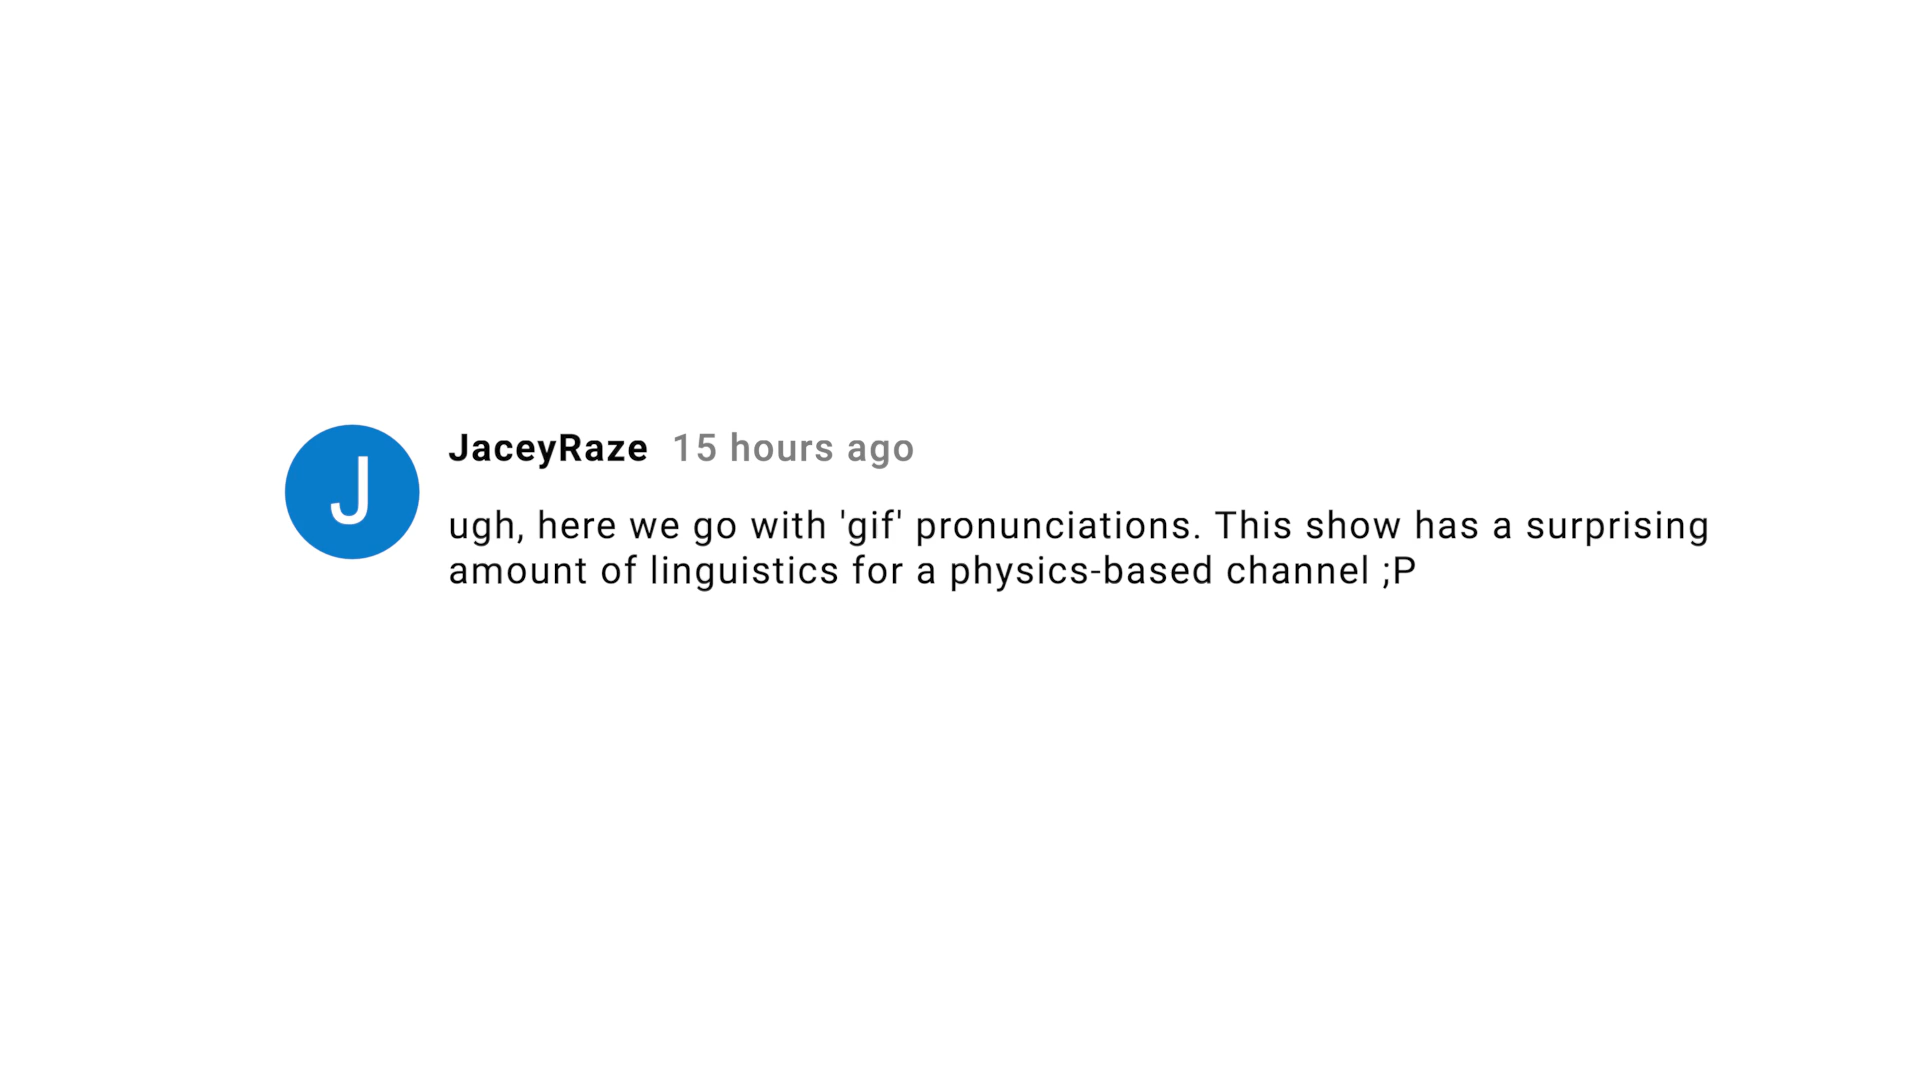 J
JaceyRaze 15 hours ago
ugh, here we go with 'gif' pronunciations. This show has a surprising
amount of linguistics for a physics-based channel ;P